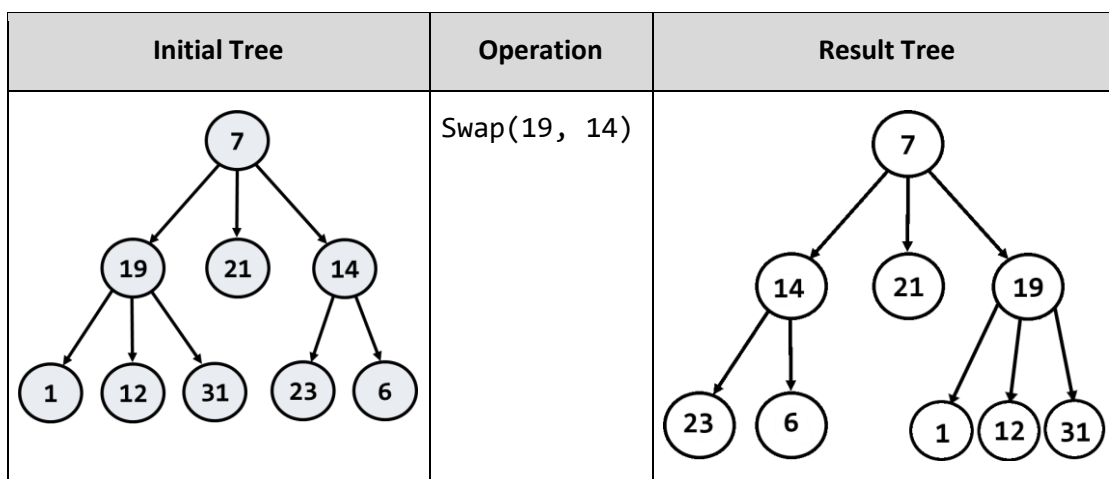 Initial Tree
Operation
Result Tree
7
19 21 14
1 12 31 23 6
Swap(19, 14)
7
14 21 19
23 6 1 12 31